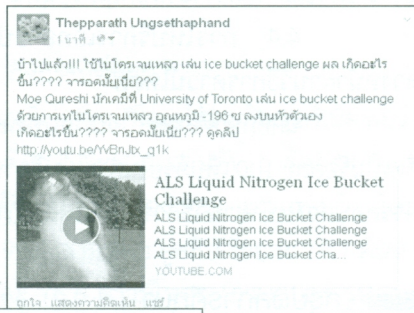 Thepparath Ungsethaphand
1 นาที ·
บ้าไปแล้ว!!! ใช้ไนโตรเจนเหลว เล่น ice bucket challenge ผล เกิดอะไร
ขึ้น???? จารอดมั้ยเนี่ย???
Moe Qureshi นักเคมีที่ University of Toronto เล่น ice bucket challenge
ด้วยการเทไนโตรเจนเหลว อุณหภูมิ -196 ซ ลงบนหัวตัวเอง
เกิดอะไรขึ้น???? จารอดมั้ยเนี่ย??? ดูคลิป
http://youtu.be/YvBnJtx_q1k
ALS Liquid Nitrogen Ice Bucket
Challenge
ALS Liquid Nitrogen Ice Bucket Challenge
ALS Liquid Nitrogen Ice Bucket Challenge
ALS Liquid Nitrogen Ice Bucket Challenge
ALS Liquid Nitrogen Ice Bucket Cha...
YOUTUBE.COM
ถูกใจ · แสดงความคิดเห็น · แชร์